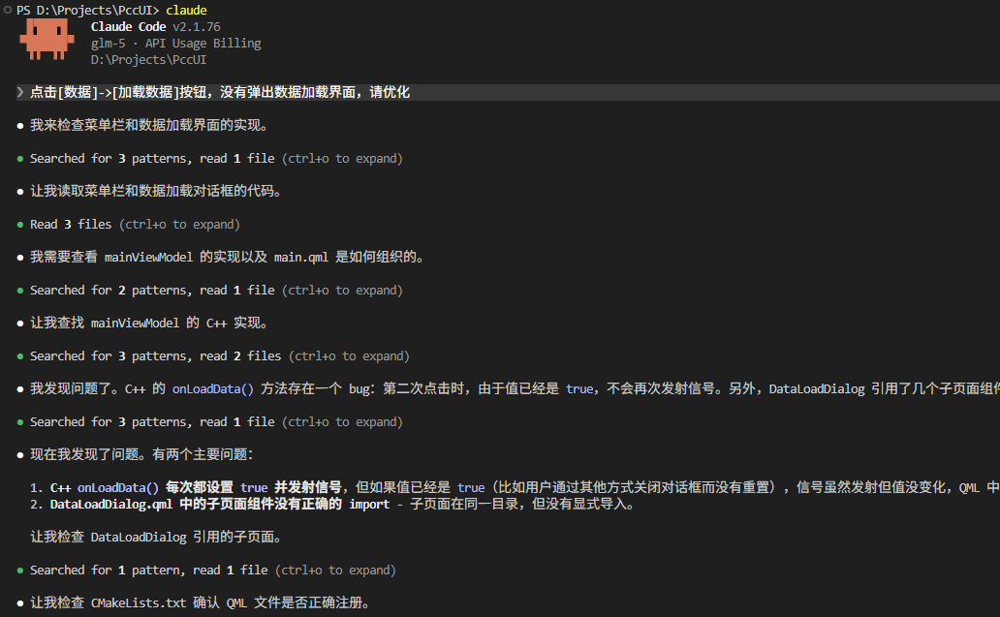 PS D:\Projects\PccUI> claude
Claude Code v2.1.76
glm-5 · API Usage Billing
D:\Projects\PccUI
❯ 点击[数据]->[加载数据]按钮，没有弹出数据加载界面，请优化
● 我来检查菜单栏和数据加载界面的实现。
● Searched for 3 patterns, read 1 file (ctrl+o to expand)
● 让我读取菜单栏和数据加载对话框的代码。
● Read 3 files (ctrl+o to expand)
● 我需要查看 mainViewModel 的实现以及 main.qml 是如何组织的。
● Searched for 2 patterns, read 1 file (ctrl+o to expand)
● 让我查找 mainViewModel 的 C++ 实现。
● Searched for 3 patterns, read 2 files (ctrl+o to expand)
● 我发现问题了。C++ 的 onLoadData() 方法存在一个 bug：第二次点击时，由于值已经是 true，不会再次发射信号。另外，DataLoadDialog 引用了几个子页面组件
● Searched for 3 patterns, read 1 file (ctrl+o to expand)
● 现在我发现了问题。有两个主要问题：
1. C++ onLoadData() 每次都设置 true 并发射信号，但如果值已经是 true（比如用户通过其他方式关闭对话框而没有重置），信号虽然发射但值没变化，QML 中
2. DataLoadDialog.qml 中的子页面组件没有正确的 import - 子页面在同一目录，但没有显式导入。
让我检查 DataLoadDialog 引用的子页面。
● Searched for 1 pattern, read 1 file (ctrl+o to expand)
● 让我检查 CMakeLists.txt 确认 QML 文件是否正确注册。